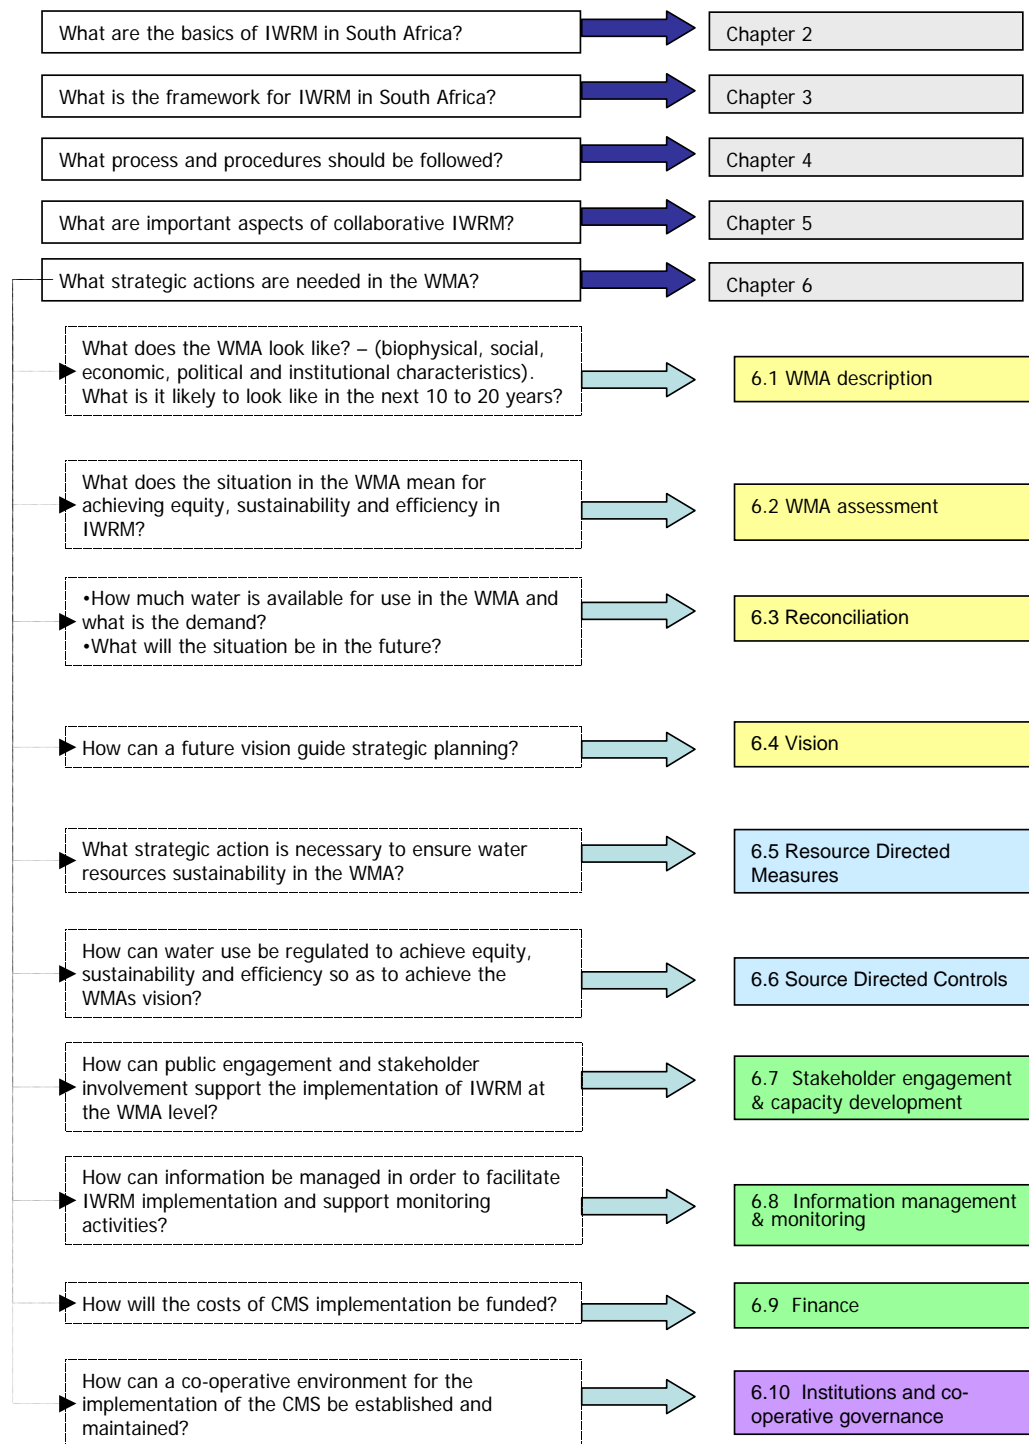 What are the basics of IWRM in South Africa?
Chapter 2
What is the framework for IWRM in South Africa?
Chapter 3
What process and procedures should be followed?
Chapter 4
What are important aspects of collaborative IWRM?
Chapter 5
What strategic actions are needed in the WMA?
Chapter 6
What does the WMA look like? – (biophysical, social,
economic, political and institutional characteristics).
What is it likely to look like in the next 10 to 20 years?
6.1 WMA description
What does the situation in the WMA mean for
achieving equity, sustainability and efficiency in
IWRM?
6.2 WMA assessment
•How much water is available for use in the WMA and
what is the demand?
•What will the situation be in the future?
6.3 Reconciliation
How can a future vision guide strategic planning?
6.4 Vision
What strategic action is necessary to ensure water
resources sustainability in the WMA?
6.5 Resource Directed
Measures
How can water use be regulated to achieve equity,
sustainability and efficiency so as to achieve the
WMAs vision?
6.6 Source Directed Controls
How can public engagement and stakeholder
involvement support the implementation of IWRM at
the WMA level?
6.7 Stakeholder engagement
& capacity development
How can information be managed in order to facilitate
IWRM implementation and support monitoring
activities?
6.8 Information management
& monitoring
How will the costs of CMS implementation be funded?
6.9 Finance
How can a co-operative environment for the
implementation of the CMS be established and
maintained?
6.10 Institutions and co-
operative governance